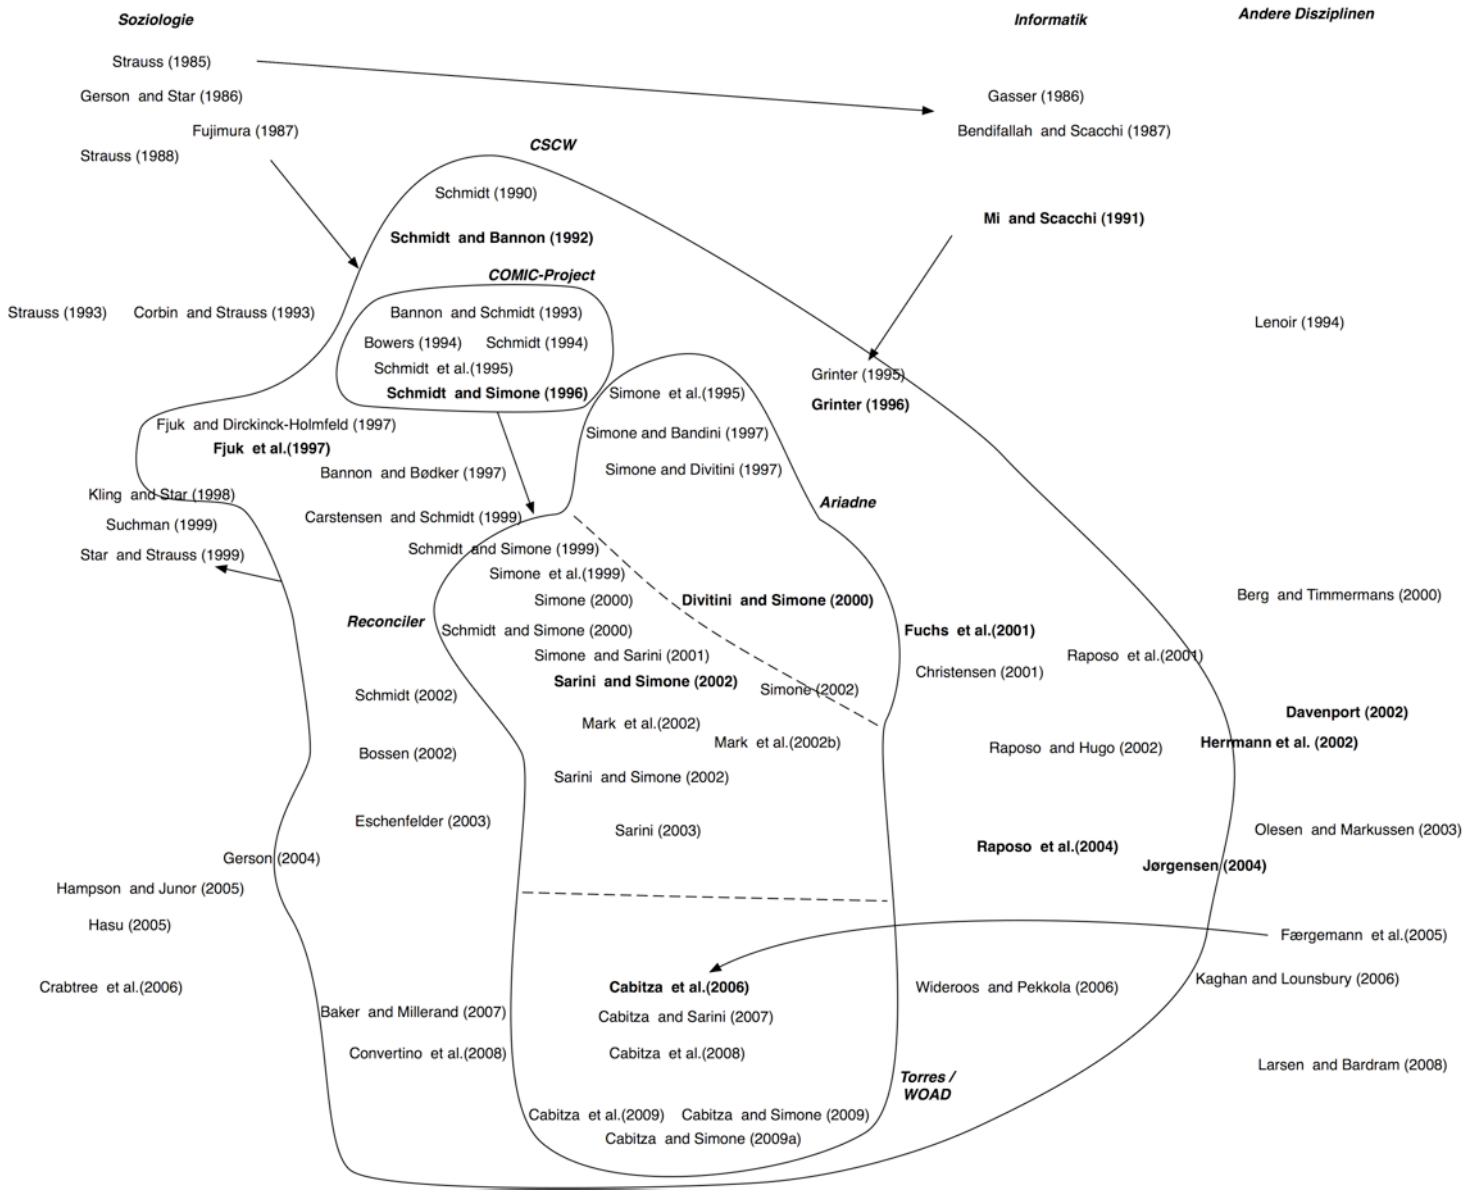 Soziologie
Informatik
Andere Disziplinen
Strauss (1985)
Gerson and Star (1986)
Gasser (1986)
Fujimura (1987)
Bendifallah and Scacchi (1987)
Strauss (1988)
CSCW
Schmidt (1990)
Mi and Scacchi (1991)
Schmidt and Bannon (1992)
COMIC-Project
Strauss (1993)
Corbin and Strauss (1993)
Bannon and Schmidt (1993)
Lenoir (1994)
Bowers (1994)
Schmidt (1994)
Schmidt et al.(1995)
Grinter (1995)
Schmidt and Simone (1996)
Simone et al.(1995)
Grinter (1996)
Fjuk and Dirckinck-Holmfeld (1997)
Simone and Bandini (1997)
Fjuk et al.(1997)
Bannon and Bødker (1997)
Simone and Divitini (1997)
Kling and Star (1998)
Ariadne
Suchman (1999)
Carstensen and Schmidt (1999)
Star and Strauss (1999)
Schmidt and Simone (1999)
Simone et al.(1999)
Simone (2000)
Divitini and Simone (2000)
Berg and Timmermans (2000)
Reconciler
Schmidt and Simone (2000)
Fuchs et al.(2001)
Simone and Sarini (2001)
Raposo et al.(2001)
Christensen (2001)
Sarini and Simone (2002)
Simone (2002)
Schmidt (2002)
Davenport (2002)
Mark et al.(2002)
Mark et al.(2002b)
Raposo and Hugo (2002)
Herrmann et al. (2002)
Bossen (2002)
Sarini and Simone (2002)
Eschenfelder (2003)
Sarini (2003)
Olesen and Markussen (2003)
Raposo et al.(2004)
Gerson (2004)
Jørgensen (2004)
Hampson and Junor (2005)
Hasu (2005)
Færgemann et al.(2005)
Crabtree et al.(2006)
Cabitza et al.(2006)
Wideroos and Pekkola (2006)
Kaghan and Lounsbury (2006)
Baker and Millerand (2007)
Cabitza and Sarini (2007)
Convertino et al.(2008)
Cabitza et al.(2008)
Larsen and Bardram (2008)
Torres /
WOAD
Cabitza et al.(2009)
Cabitza and Simone (2009)
Cabitza and Simone (2009a)